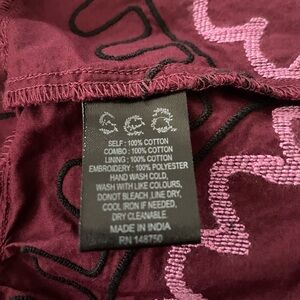 Sea
SELF : 100% COTTON
COMBO : 100% COTTON
LINING : 100% COTTON
EMBROIDERY : 100% POLYESTER
HAND WASH COLD,
WASH WITH LIKE COLOURS,
DONOT BLEACH ,LINE DRY,
COOL IRON IF NEEDED,
DRY CLEANABLE
MADE IN INDIA
RN 148750